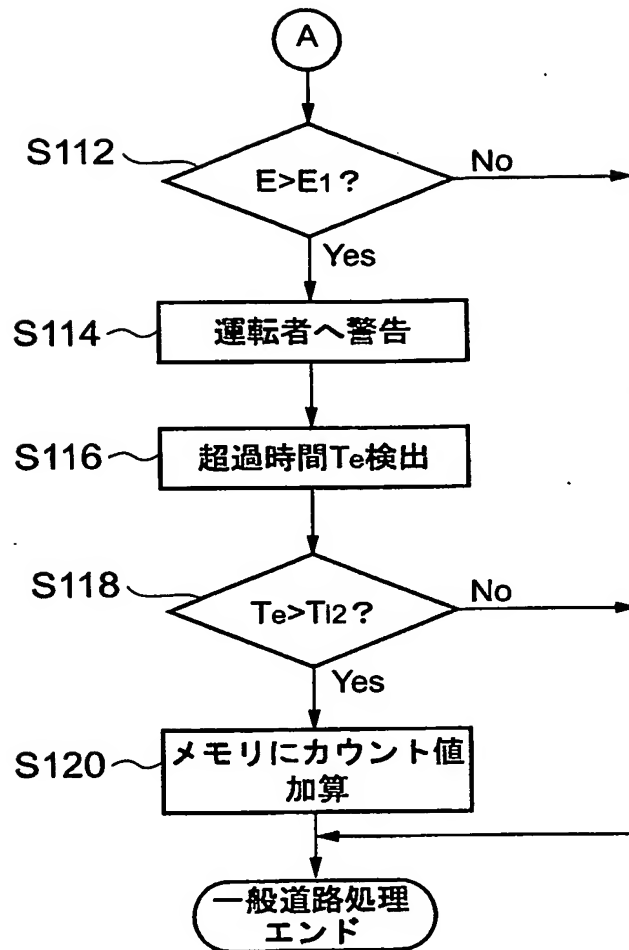 A
S112
E>E1?
No
Yes
S114
運転者へ警告
S116
超過時間Te検出
S118
Te>Tl2?
No
Yes
S120
メモリにカウント値
加算
一般道路処理
エンド